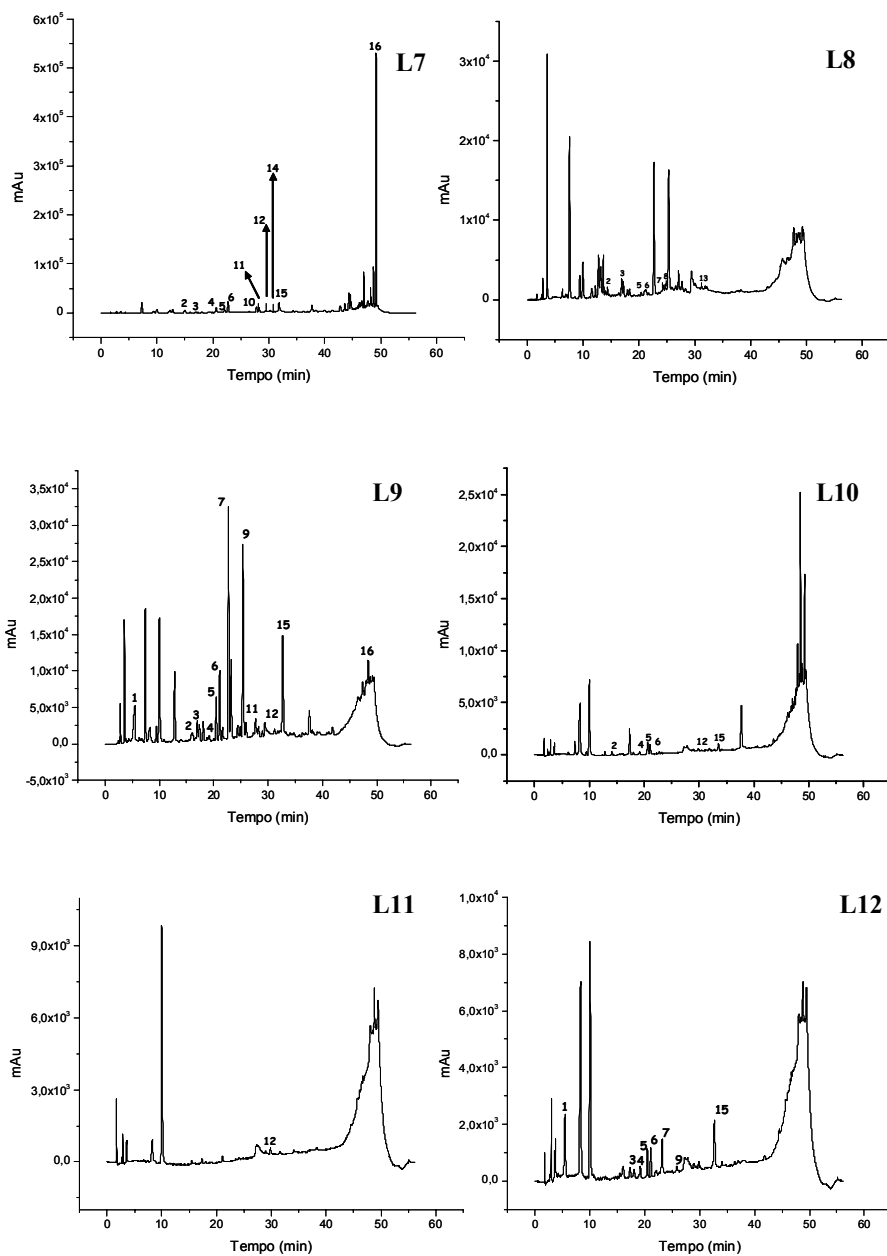 L7
6x10⁵
5x10⁵
4x10⁵
3x10⁵
2x10⁵
1x10⁵
0
mAu
2
3
4
5
6
10
11
12
14
15
16
0 10 20 30 40 50 60
Tempo (min)
L8
3x10⁴
2x10⁴
1x10⁴
0
mAu
2
3
5
6
7
8
13
0 10 20 30 40 50 60
Tempo (min)
L9
3,5x10⁴
3,0x10⁴
2,5x10⁴
2,0x10⁴
1,5x10⁴
1,0x10⁴
5,0x10³
0,0
-5,0x10³
mAu
1
2
3
4
5
6
7
9
11
12
15
16
0 10 20 30 40 50 60
Tempo (min)
L10
2,5x10⁴
2,0x10⁴
1,5x10⁴
1,0x10⁴
5,0x10³
0,0
mAu
2
4
5
6
12
15
0 10 20 30 40 50 60
Tempo (min)
L11
9,0x10³
6,0x10³
3,0x10³
0,0
mAu
12
0 10 20 30 40 50 60
Tempo (min)
L12
1,0x10⁴
8,0x10³
6,0x10³
4,0x10³
2,0x10³
0,0
mAu
1
3
4
5
6
7
9
15
0 10 20 30 40 50 60
Tempo (min)